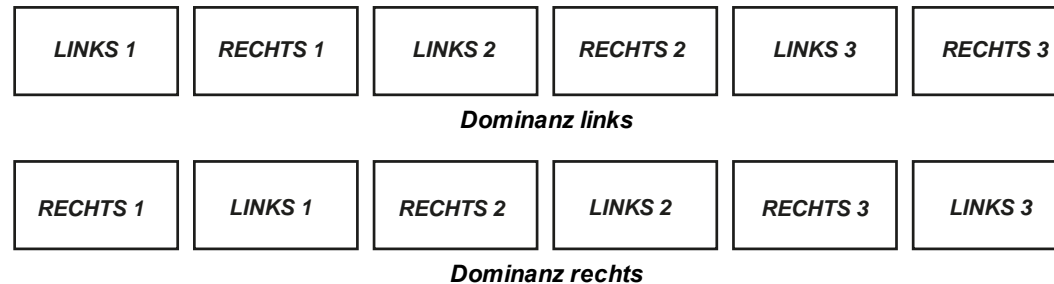 LINKS 1 RECHTS 1 LINKS 2 RECHTS 2 LINKS 3 RECHTS 3
Dominanz links
RECHTS 1 LINKS 1 RECHTS 2 LINKS 2 RECHTS 3 LINKS 3
Dominanz rechts